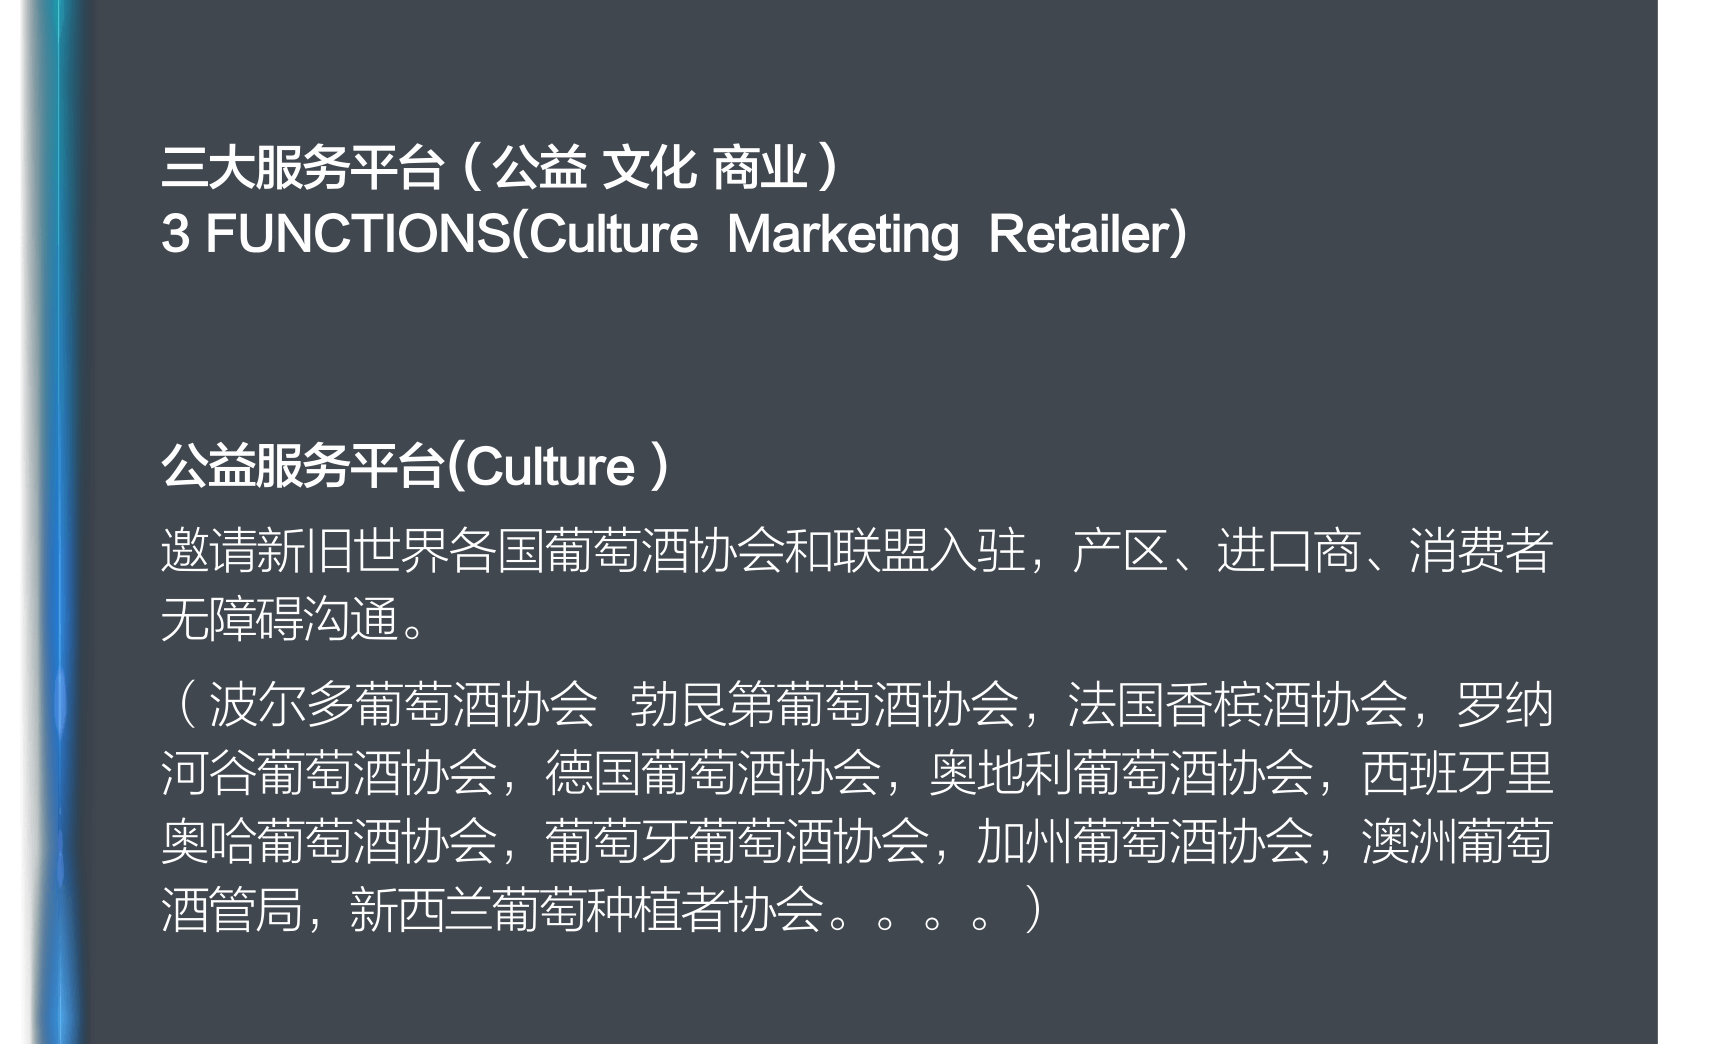 三大服务平台（公益 文化 商业）
3 FUNCTIONS(Culture  Marketing  Retailer)
公益服务平台(Culture ）
邀请新旧世界各国葡萄酒协会和联盟入驻，产区、进口商、消费者
无障碍沟通。
（波尔多葡萄酒协会  勃艮第葡萄酒协会，法国香槟酒协会，罗纳
河谷葡萄酒协会，德国葡萄酒协会，奥地利葡萄酒协会，西班牙里
奥哈葡萄酒协会，葡萄牙葡萄酒协会，加州葡萄酒协会，澳洲葡萄
酒管局，新西兰葡萄种植者协会。。。。）